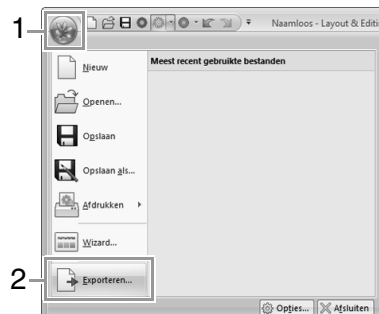 1
Naamloos - Layout & Editi
Nieuw
Meest recent gebruikte bestanden
Openen...
Opslaan
Opslaan als...
Afdrukken
Wizard...
2
Exporteren...
Opties...
Afsluiten